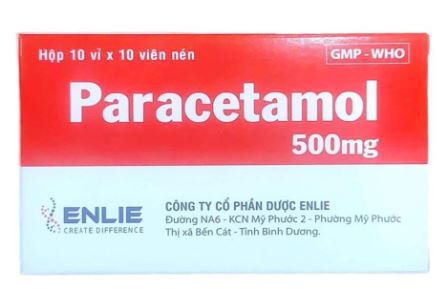 Hộp 10 vỉ x 10 viên nén
GMP - WHO
Paracetamol
500mg
ENLIE
CREATE DIFFERENCE
CÔNG TY CỔ PHẦN DƯỢC ENLIE
Đường NA6 - KCN Mỹ Phước 2 - Phường Mỹ Phước
Thị xã Bến Cát - Tỉnh Bình Dương.